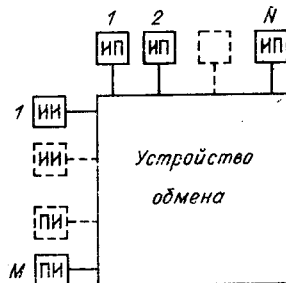 1 2 N
ИП ИП ИП
1 ИИ
ИИ
Устройство
обмена
ПИ
М ПИ